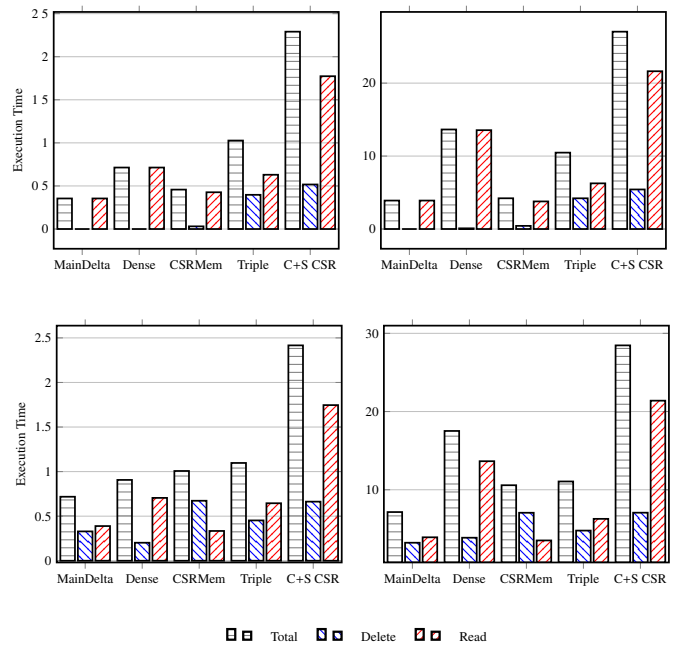 2.5
2
1.5
1
0.5
0
Execution Time
MainDelta Dense CSRMem Triple C+S CSR
20
10
0
MainDelta Dense CSRMem Triple C+S CSR
2.5
2
1.5
1
0.5
0
Execution Time
MainDelta Dense CSRMem Triple C+S CSR
30
20
10
MainDelta Dense CSRMem Triple C+S CSR
Total Delete Read